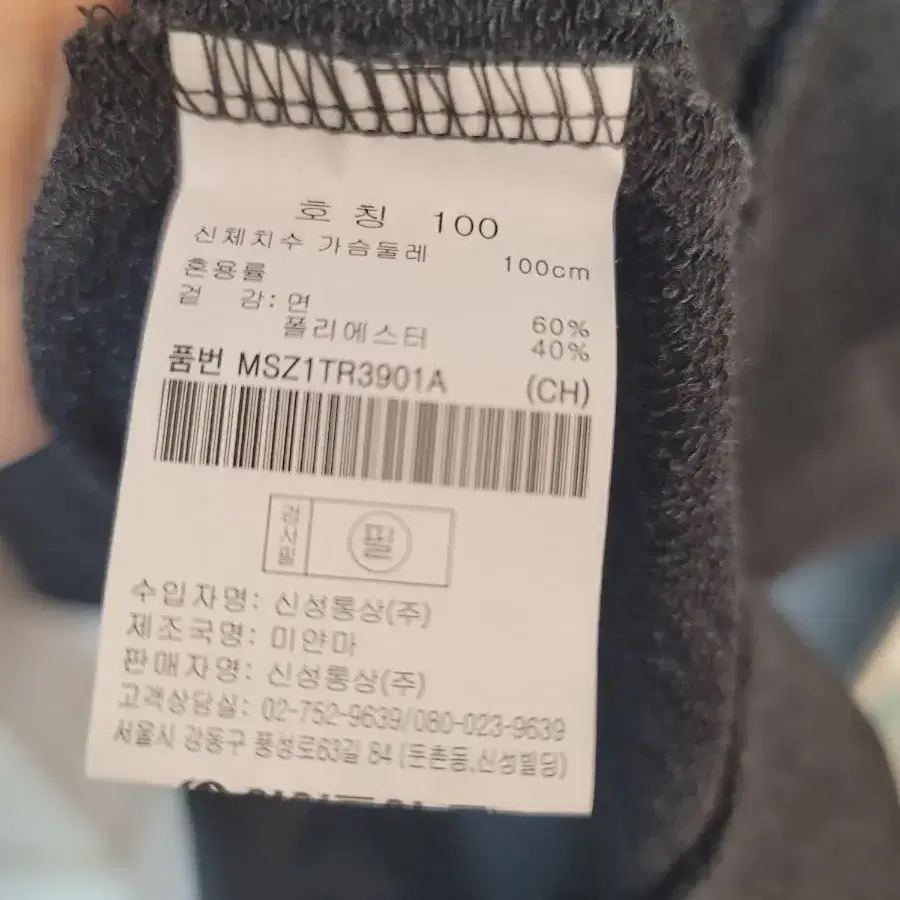 호 칭 100
신체치수 가슴둘레 100cm
혼용률
겉 감: 면 60%
폴리에스터 40%
품번 MSZ1TR3901A (CH)
검사필 필
수입자명: 신성통상(주)
제조국명: 미얀마
판매자명: 신성통상(주)
고객상담실: 02-752-9639/080-023-9639
서울시 강동구 풍성로63길 84 (둔촌동,신성빌딩)